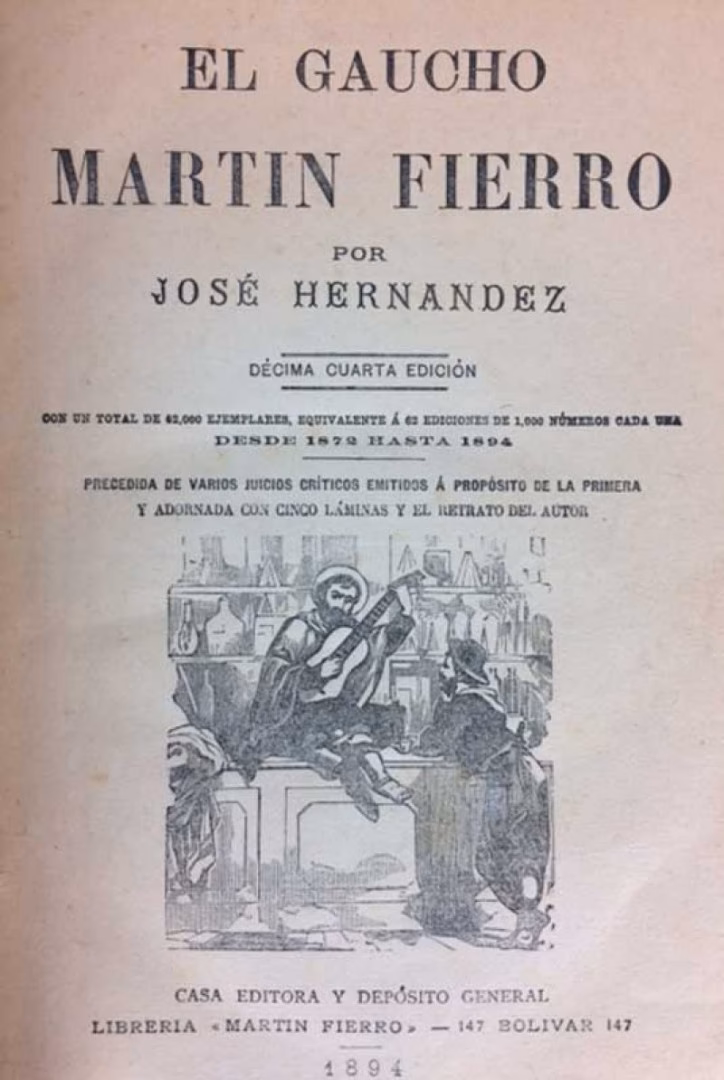 EL GAUCHO
MARTIN FIERRO
POR
JOSÉ HERNANDEZ
DÉCIMA CUARTA EDICIÓN
CON UN TOTAL DE 62,000 EJEMPLARES, EQUIVALENTE Á 62 EDICIONES DE 1,000 NÚMEROS CADA UNA
DESDE 1872 HASTA 1894
PRECEDIDA DE VARIOS JUICIOS CRÍTICOS EMITIDOS Á PROPÓSITO DE LA PRIMERA
Y ADORNADA CON CINCO LÁMINAS Y EL RETRATO DEL AUTOR
CASA EDITORA Y DEPÓSITO GENERAL
LIBRERIA «MARTIN FIERRO» — 147 BOLIVAR 147
1894